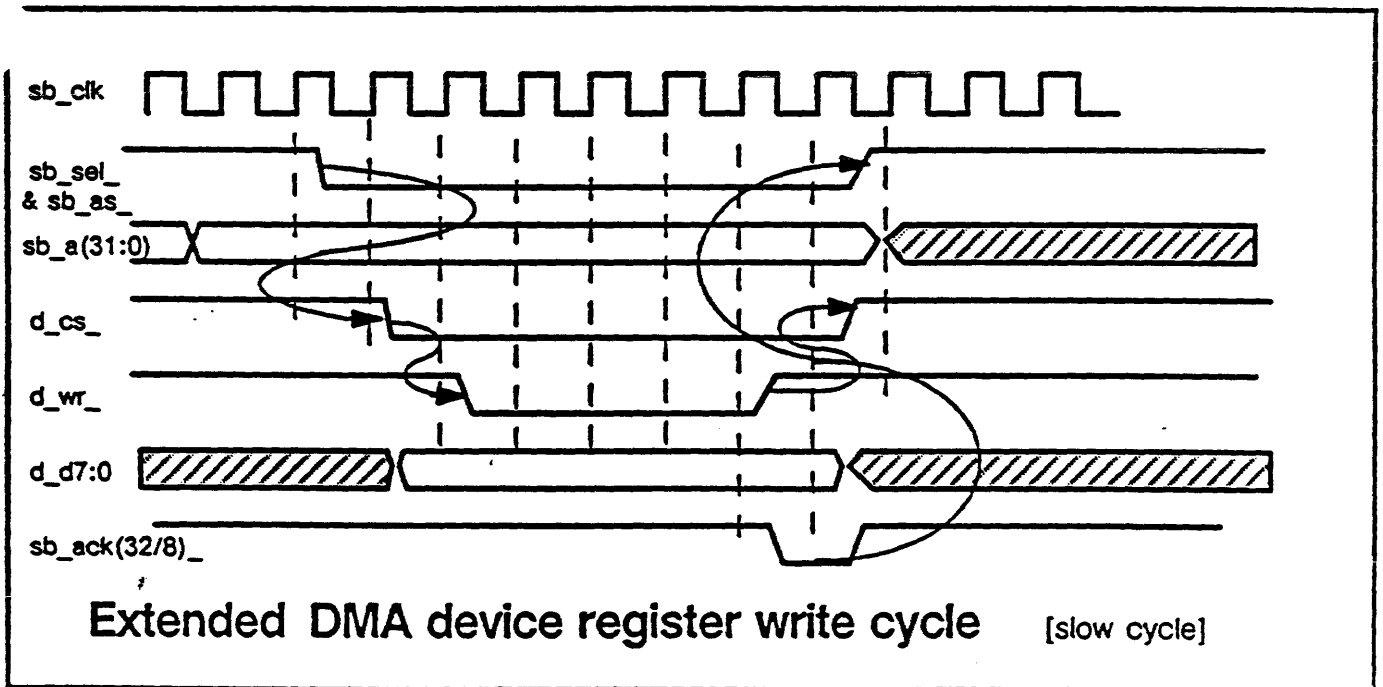 sb_clk
sb_sel_
& sb_as_
sb_a(31:0)
d_cs_
d_wr_
d_d7:0
sb_ack(32/8)_
Extended DMA device register write cycle [slow cycle]